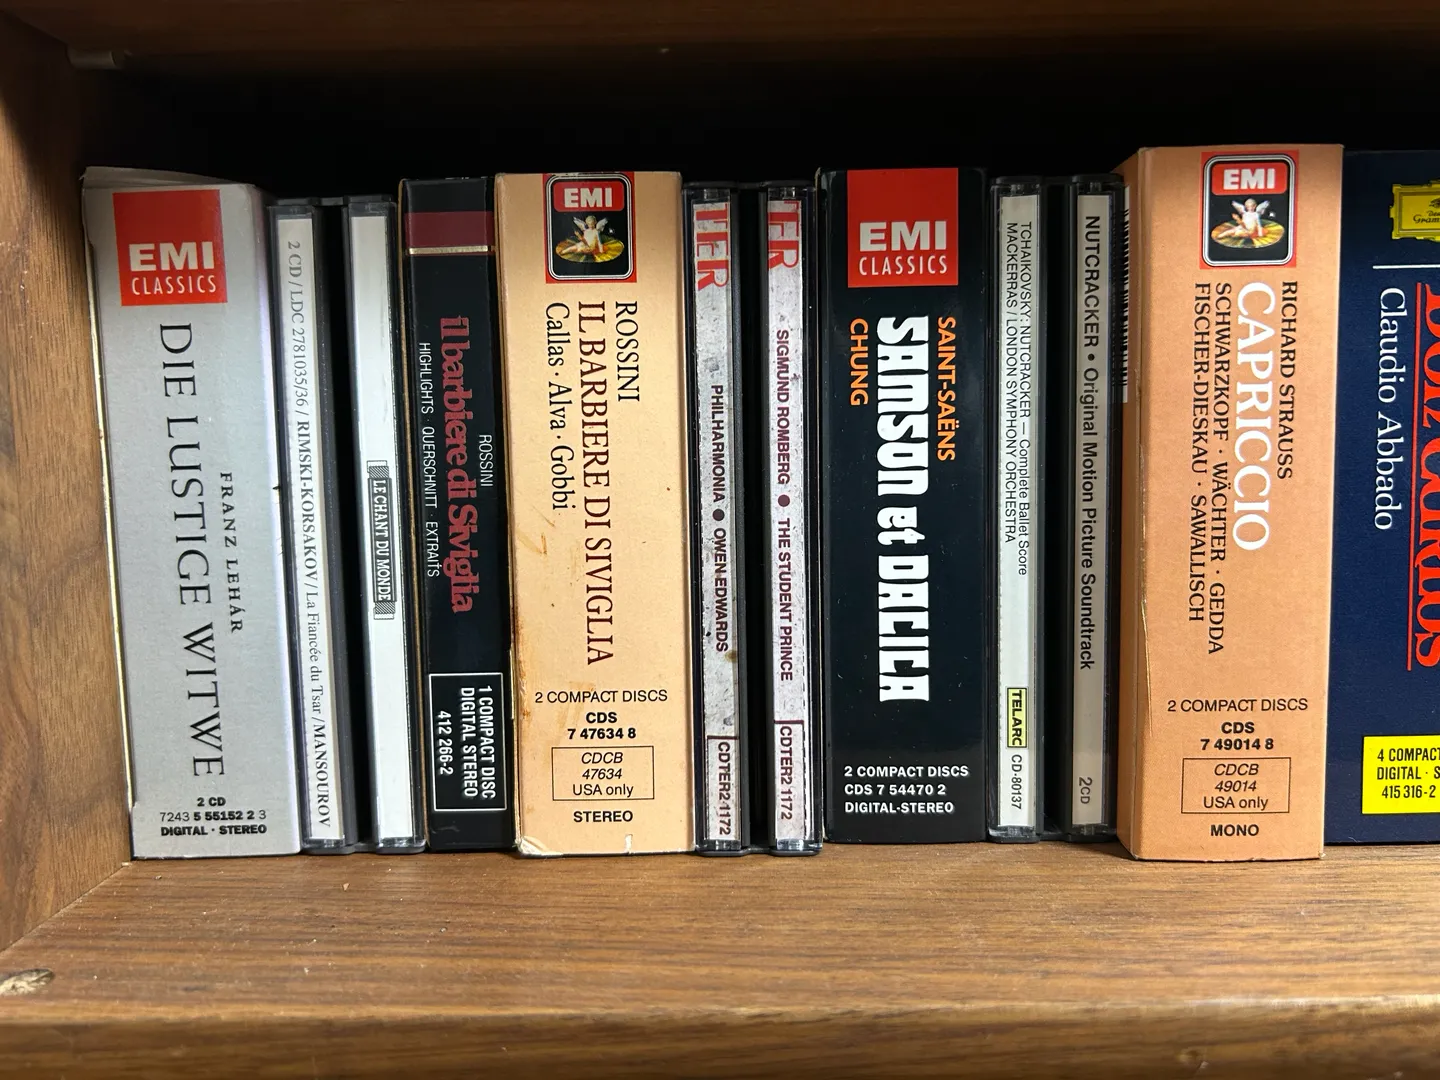 EMI
CLASSICS
FRANZ LEHÁR
DIE LUSTIGE WITWE
2 CD
7243 5 55152 2 3
DIGITAL · STEREO
2 CD / LDC 2781035/36 / RIMSKI-KORSAKOV / La Fiancée du Tsar / MANSOUROV
LE CHANT DU MONDE
ROSSINI
il barbiere di Siviglia
HIGHLIGHTS · QUERSCHNITT · EXTRAITS
1 COMPACT DISC
DIGITAL STEREO
412 266-2
EMI
ROSSINI
IL BARBIERE DI SIVIGLIA
Callas · Alva · Gobbi
2 COMPACT DISCS
CDS
7 47634 8
CDCB
47634
USA only
STEREO
TER
PHILHARMONIA ● OWEN-EDWARDS
CDTER2 1172
TER
SIGMUND ROMBERG ● THE STUDENT PRINCE
CDTER2 1172
EMI
CLASSICS
SAINT-SAËNS
SAMSON et DALILA
CHUNG
2 COMPACT DISCS
CDS 7 54470 2
DIGITAL-STEREO
TCHAIKOVSKY: NUTCRACKER — Complete Ballet Score
MACKERRAS / LONDON SYMPHONY ORCHESTRA
TELARC
CD-80137
NUTCRACKER • Original Motion Picture Soundtrack
2CD
EMI
RICHARD STRAUSS
CAPRICCIO
SCHWARZKOPF · WÄCHTER · GEDDA
FISCHER-DIESKAU · SAWALLISCH
2 COMPACT DISCS
CDS
7 49014 8
CDCB
49014
USA only
MONO
Claudio Abbado
4 COMPACT
DIGITAL · S
415 316-2